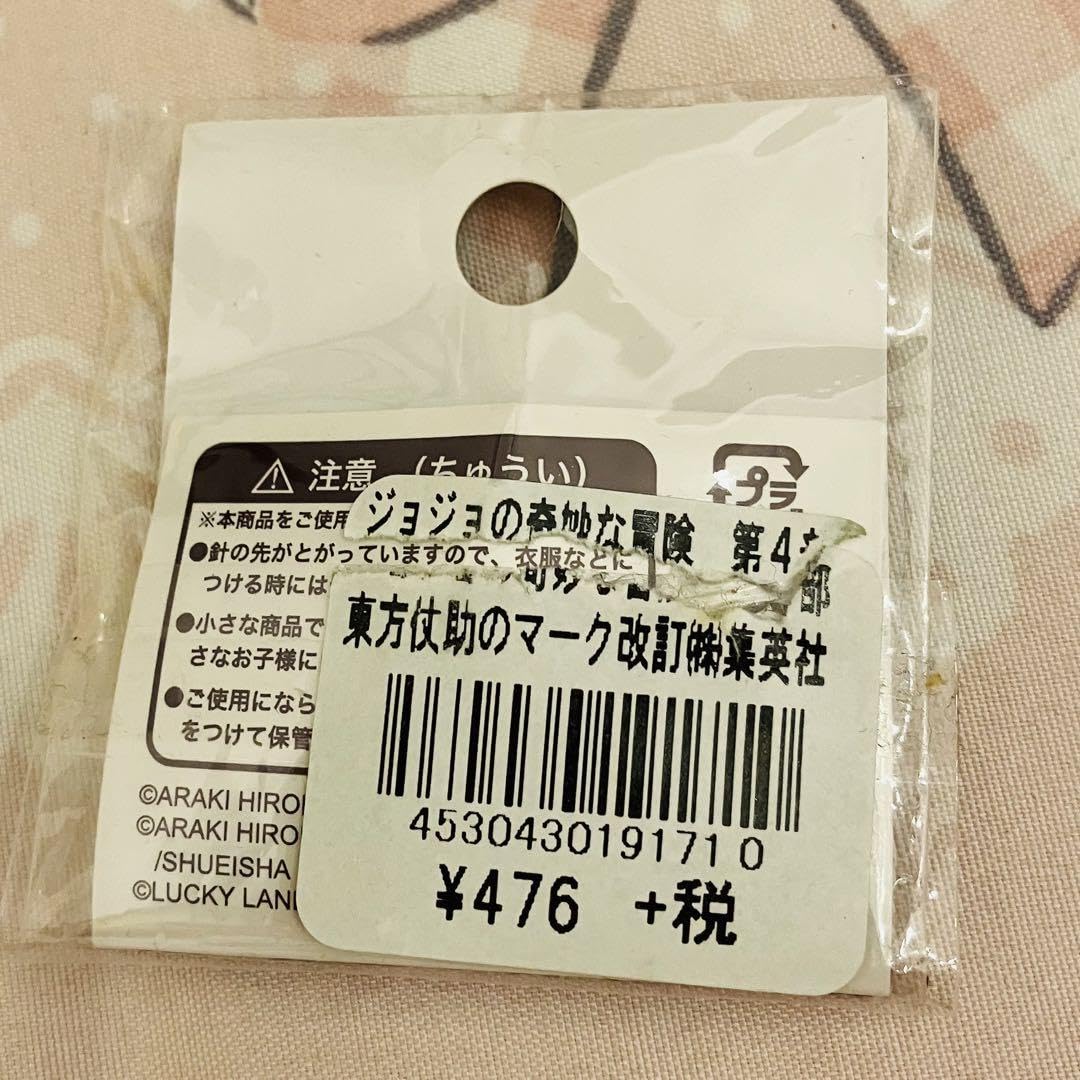 注意 (ちゅうい)
プラ
※本商品をご使用
●針の先がとがっていますので、衣服などに
つける時には
●小さな商品で
さなお子様に
●ご使用になら
をつけて保管
©ARAKI HIRO
©ARAKI HIRO
/SHUEISHA
©LUCKY LAN
ジョジョの奇妙な冒険 第4
部
東方仗助のマーク改訂㈱集英社
4530430191710
¥476 +税